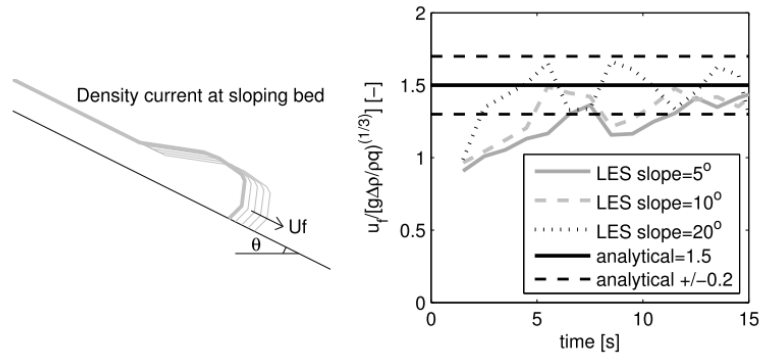 Density current at sloping bed
Uf
θ
u_f/[gΔρ/ρq)^(1/3)] [−]
2
1.5
1
0.5
0
LES slope=5°
LES slope=10°
LES slope=20°
analytical=1.5
analytical +/−0.2
0 5 10 15
time [s]